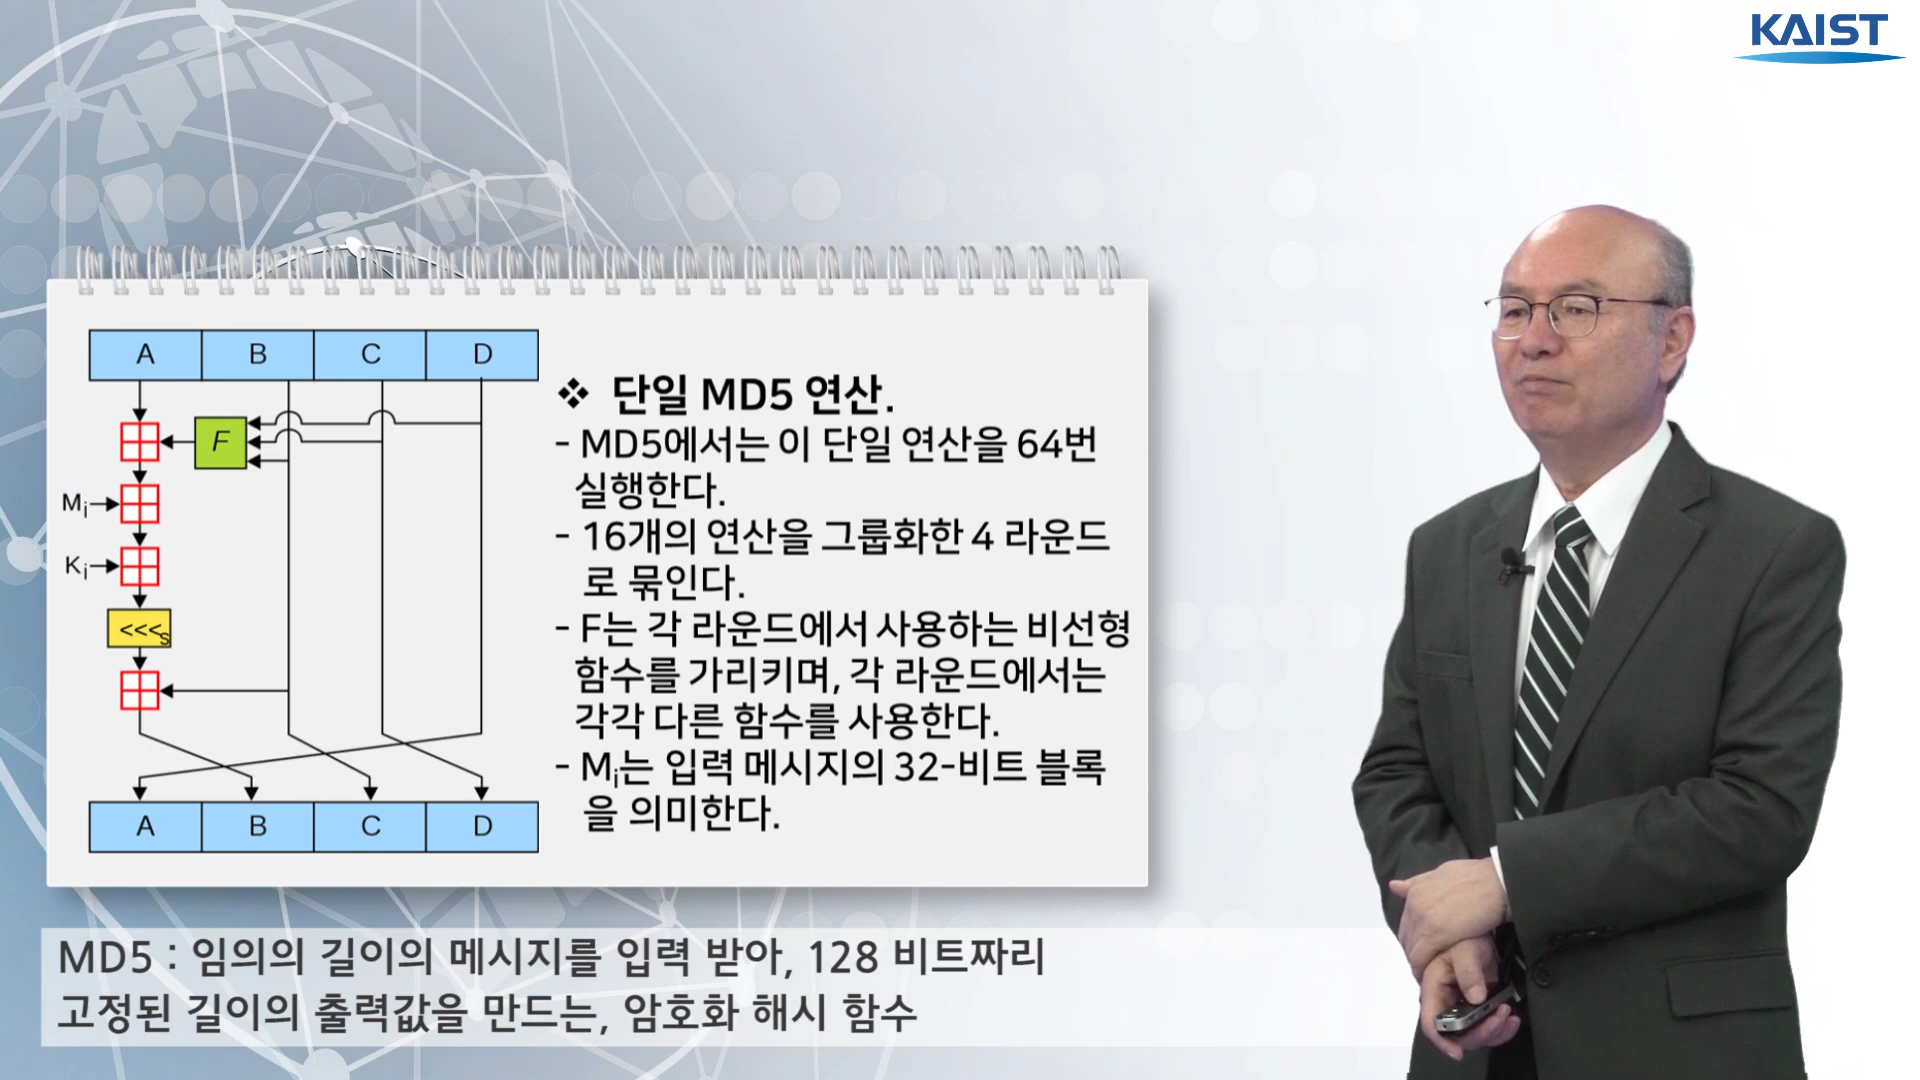 KAIST
A B C D
❖ 단일 MD5 연산.
F
- MD5에서는 이 단일 연산을 64번
실행한다.
Mi
- 16개의 연산을 그룹화한 4 라운드
Ki
로 묶인다.
<<<s
- F는 각 라운드에서 사용하는 비선형
함수를 가리키며, 각 라운드에서는
각각 다른 함수를 사용한다.
- Mi는 입력 메시지의 32-비트 블록
을 의미한다.
A B C D
MD5 : 임의의 길이의 메시지를 입력 받아, 128 비트짜리
고정된 길이의 출력값을 만드는, 암호화 해시 함수